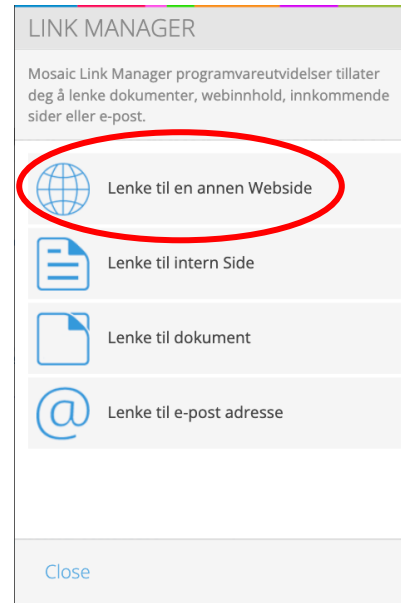 LINK MANAGER
Mosaic Link Manager programvareutvidelser tillater
deg å lenke dokumenter, webinnhold, innkommende
sider eller e-post.
Lenke til en annen Webside
Lenke til intern Side
Lenke til dokument
Lenke til e-post adresse
Close